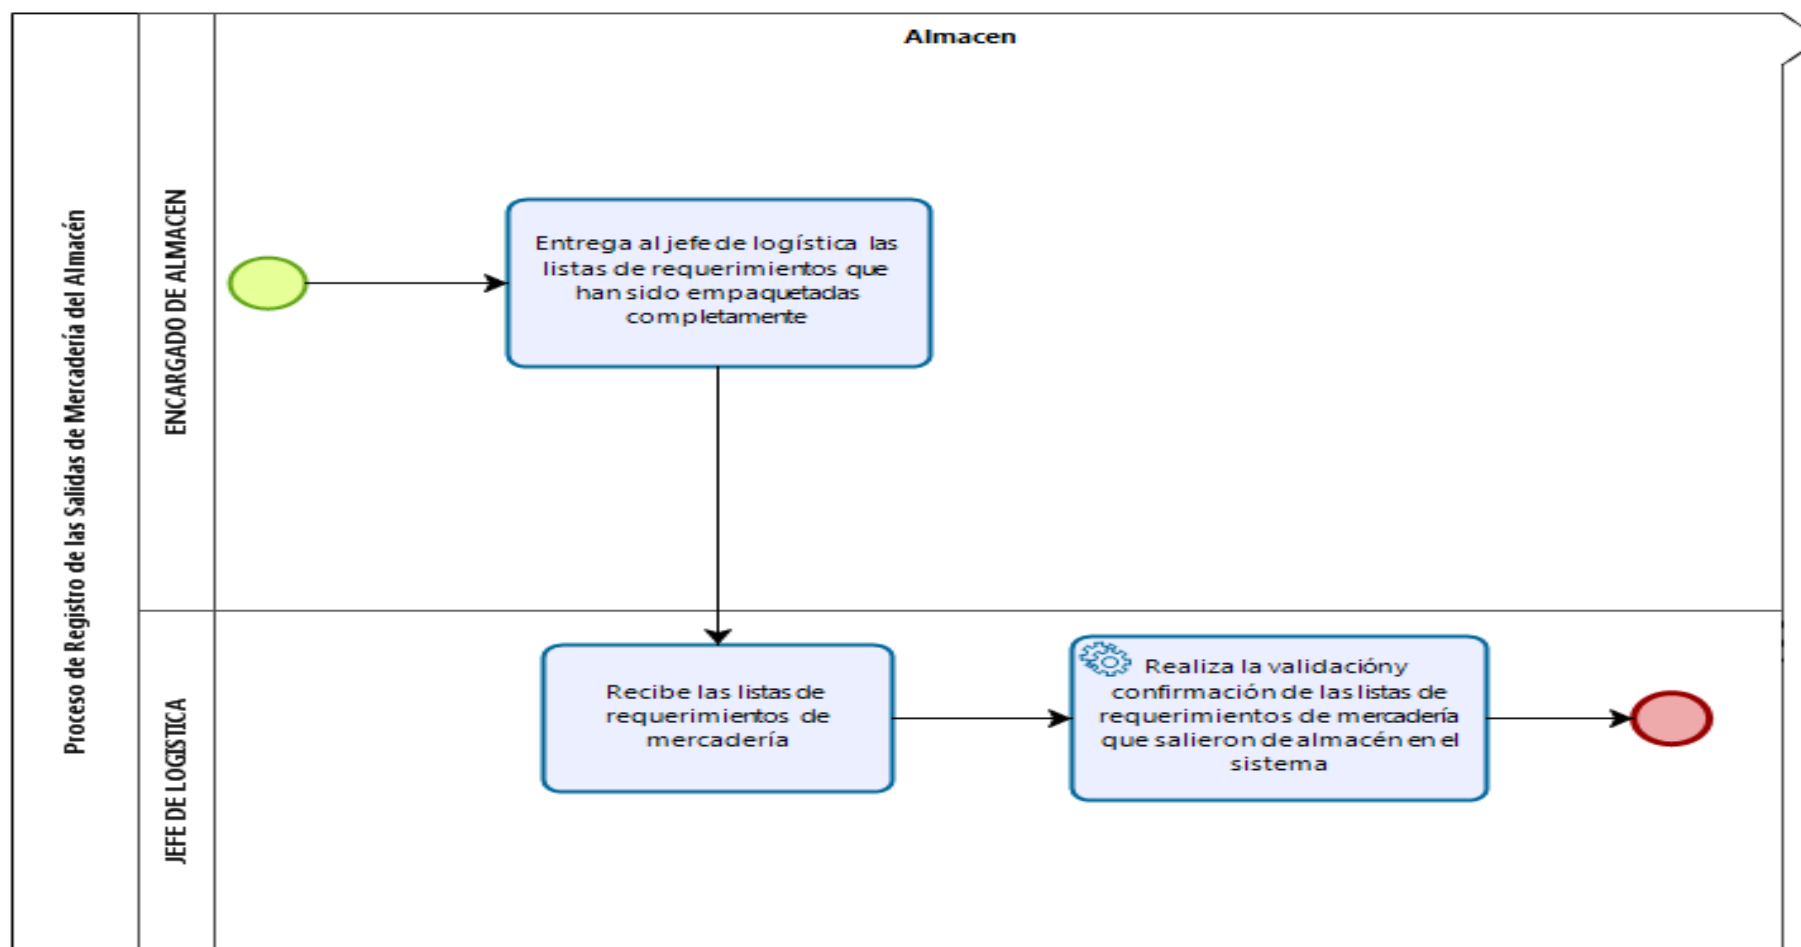 Almacen
Proceso de Registro de las Salidas de Mercadería del Almacén
ENCARGADO DE ALMACEN
Entrega al jefe de logística las
listas de requerimientos que
han sido empaquetadas
completamente
JEFE DE LOGISTICA
Recibe las listas de
requerimientos de
mercadería
Realiza la validación y
confirmación de las listas de
requerimientos de mercadería
que salieron de almacén en el
sistema